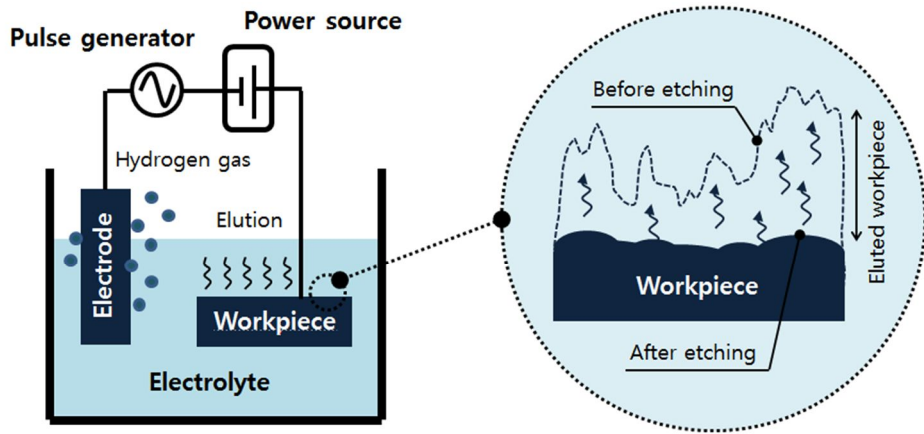 Power source
Pulse generator
Hydrogen gas
Electrode
Elution
Workpiece
Electrolyte
Before etching
Eluted workpiece
Workpiece
After etching